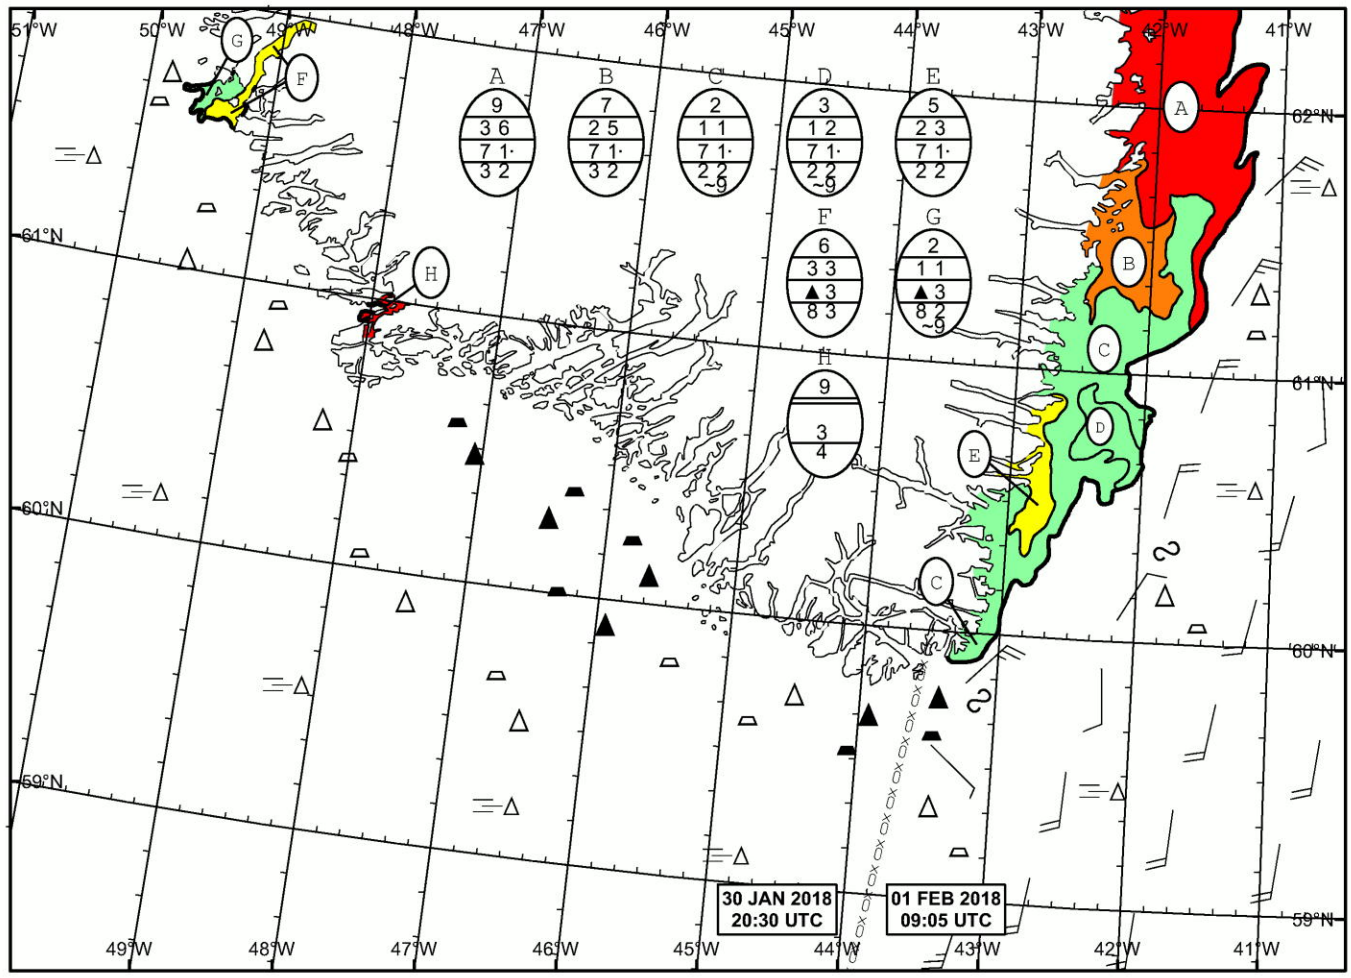 51°W 50°W 49°W 48°W 47°W 46°W 45°W 44°W 43°W 42°W 41°W
G
F
A B C D E
9 7 2 3 5
3 6 2 5 1 1 1 2 2 3
7 1· 7 1· 7 1· 7 1· 7 1·
3 2 3 2 2 2 2 2 2 2
~9 ~9
A
62°N
F G
6 2
3 3 1 1
▲ 3 ▲ 3
8 3 8 2
~9
61°N
H
B
C
H
9
3
4
61°N
D
E
60°N
C
60°N
59°N
30 JAN 2018
20:30 UTC
01 FEB 2018
09:05 UTC
59°N
49°W 48°W 47°W 46°W 45°W 44°W 43°W 42°W 41°W